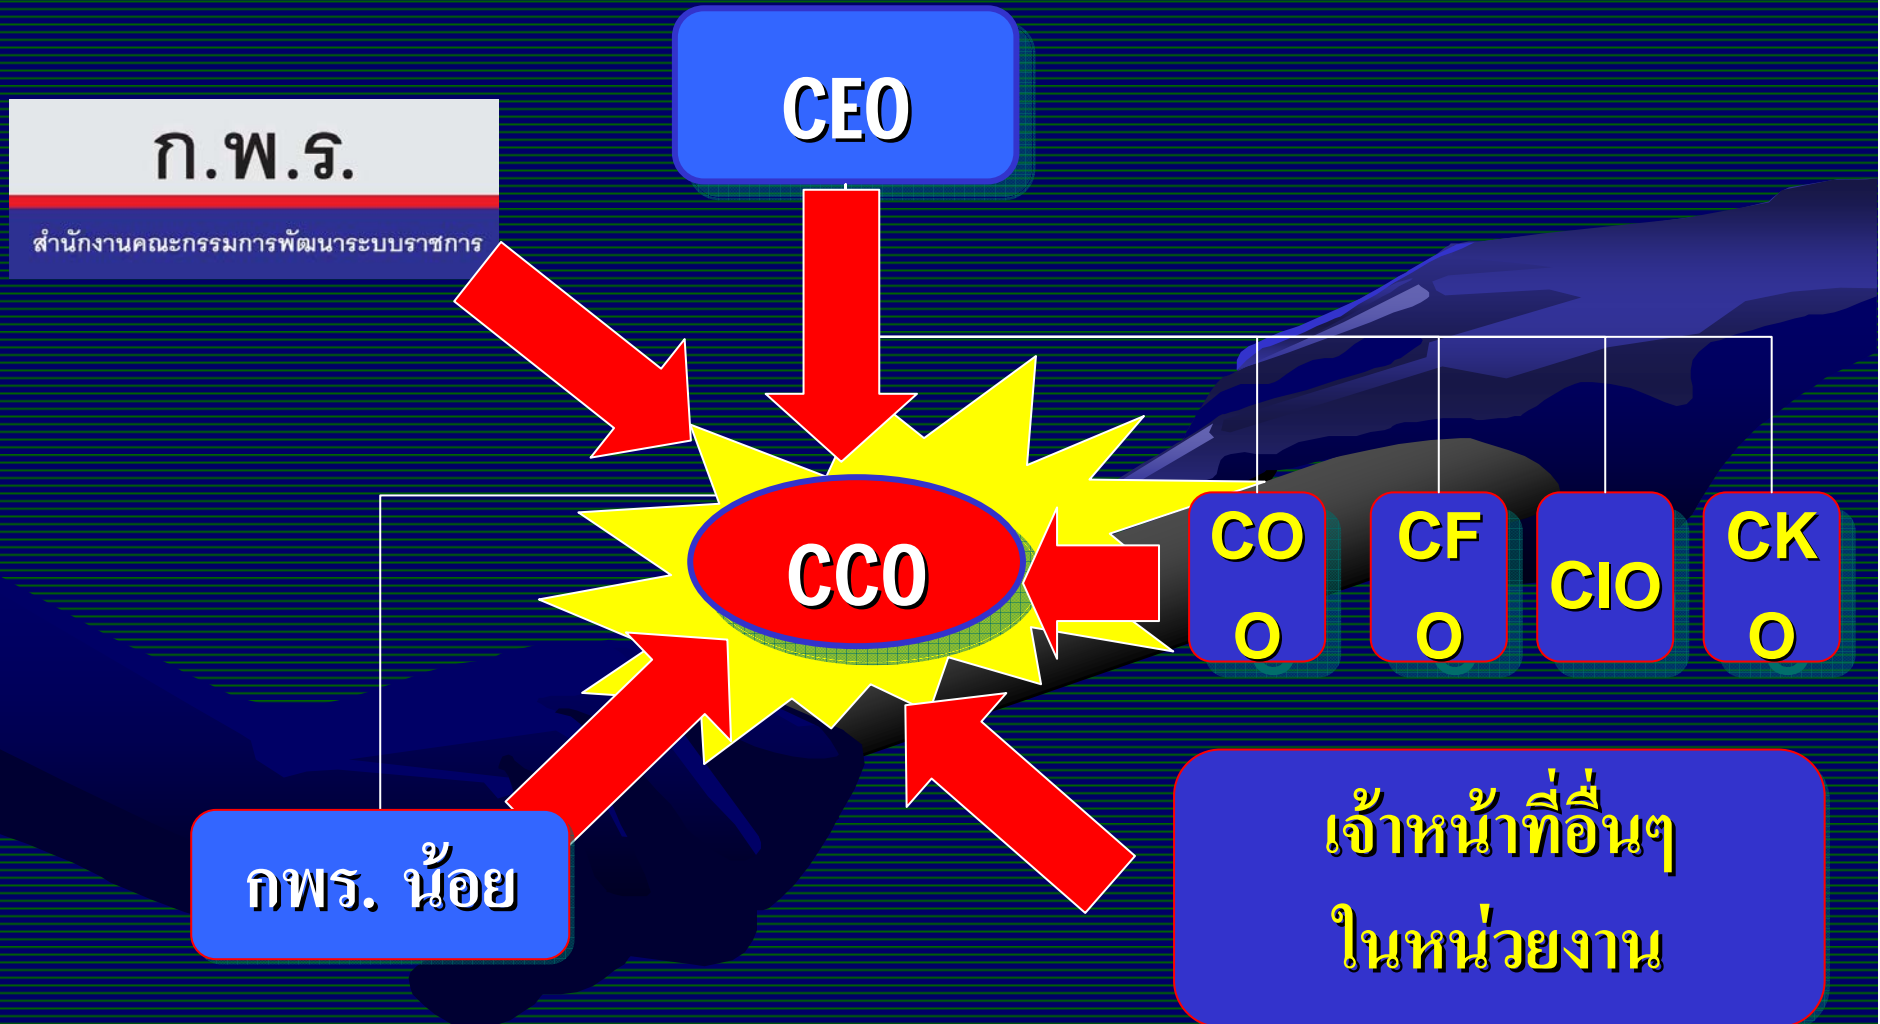 CEO
ก.พ.ร.
สำนักงานคณะกรรมการพัฒนาระบบราชการ
CCO
CO
O
CF
O
CIO
CK
O
กพร. น้อย
เจ้าหน้าที่อื่นๆ
ในหน่วยงาน